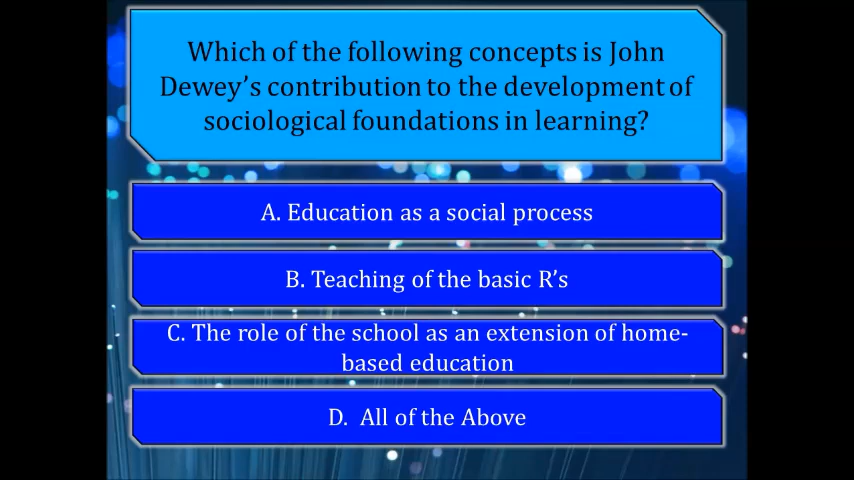 Which of the following concepts is John
Dewey’s contribution to the development of
sociological foundations in learning?
A. Education as a social process
B. Teaching of the basic R’s
C. The role of the school as an extension of home-
based education
D. All of the Above